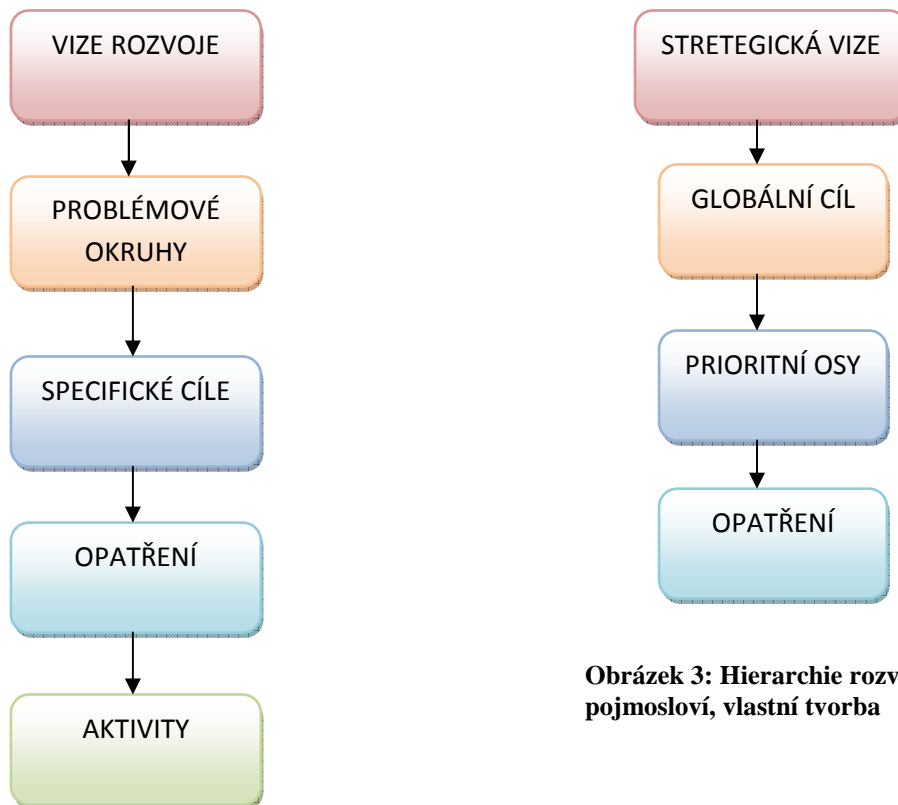 VIZE ROZVOJE
PROBLÉMOVÉ
OKRUHY
SPECIFICKÉ CÍLE
OPATŘENÍ
AKTIVITY
STRETEGICKÁ VIZE
GLOBÁLNÍ CÍL
PRIORITNÍ OSY
OPATŘENÍ
Obrázek 3: Hierarchie rozv
pojmosloví, vlastní tvorba